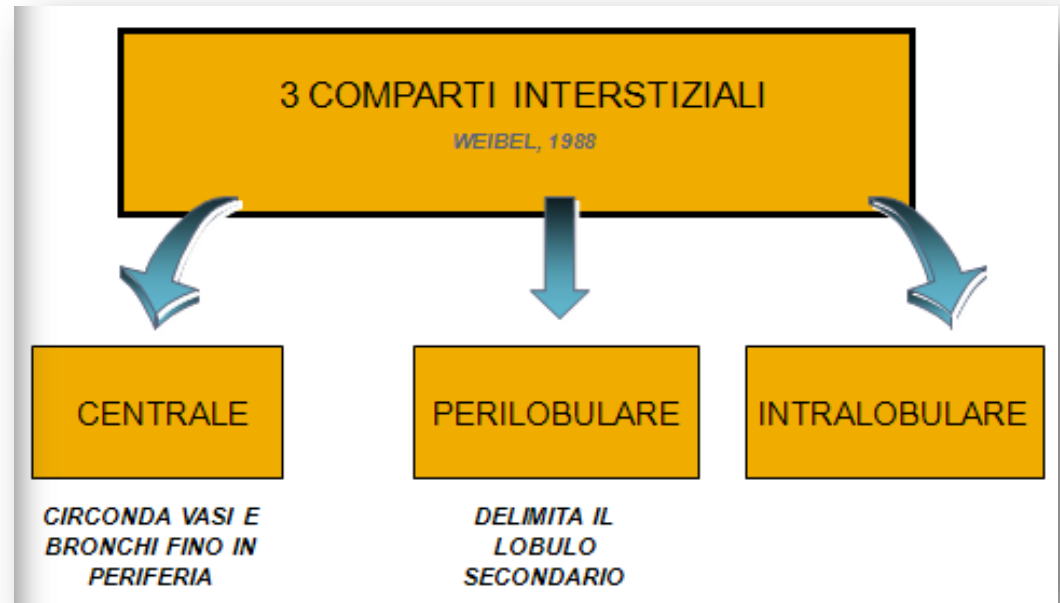 3 COMPARTI INTERSTIZIALI
WEIBEL, 1988
CENTRALE
PERILOBULARE
INTRALOBULARE
CIRCONDA VASI E
BRONCHI FINO IN
PERIFERIA
DELIMITA IL
LOBULO
SECONDARIO